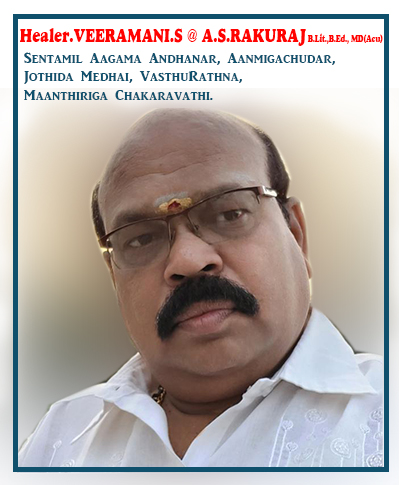 Healer.VEERAMANI.S @ A.S.RAKURAJ B.Lit.,B.Ed., MD(Acu)
Sentamil Aagama Andhanar, Aanmigachudar,
Jothida Medhai, VasthuRathna,
Maanthiriga Chakaravathi.